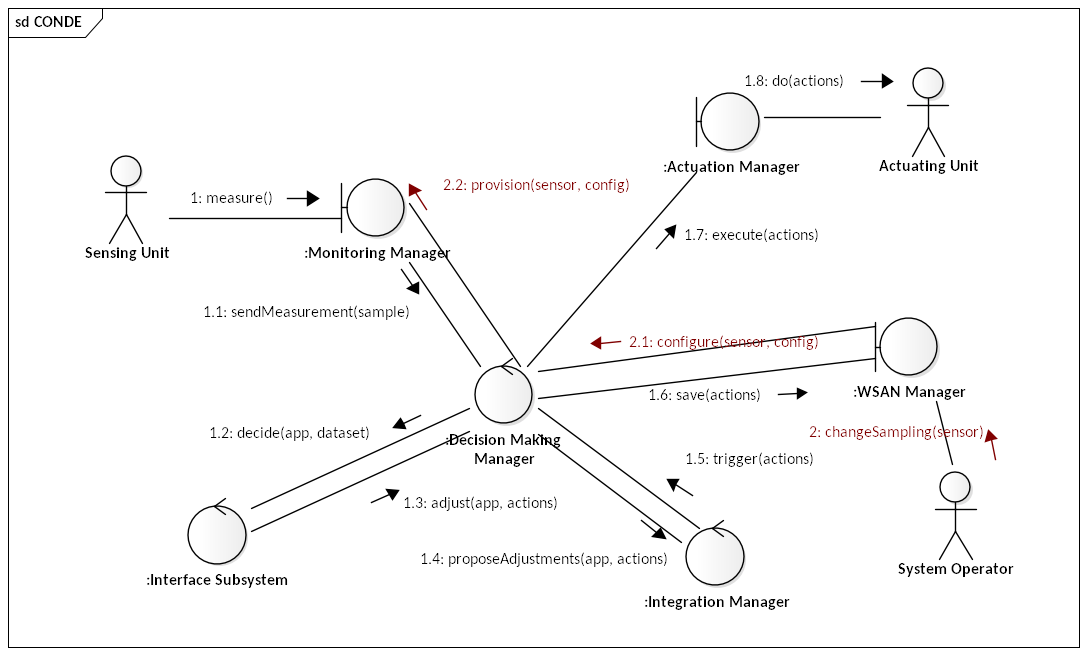 sd CONDE
1.8: do(actions)
:Actuation Manager
Actuating Unit
1: measure()
2.2: provision(sensor, config)
Sensing Unit
:Monitoring Manager
1.7: execute(actions)
1.1: sendMeasurement(sample)
2.1: configure(sensor, config)
1.6: save(actions)
:WSAN Manager
1.2: decide(app, dataset)
:Decision Making
Manager
2: changeSampling(sensor)
1.5: trigger(actions)
1.3: adjust(app, actions)
1.4: proposeAdjustments(app, actions)
System Operator
:Interface Subsystem
:Integration Manager